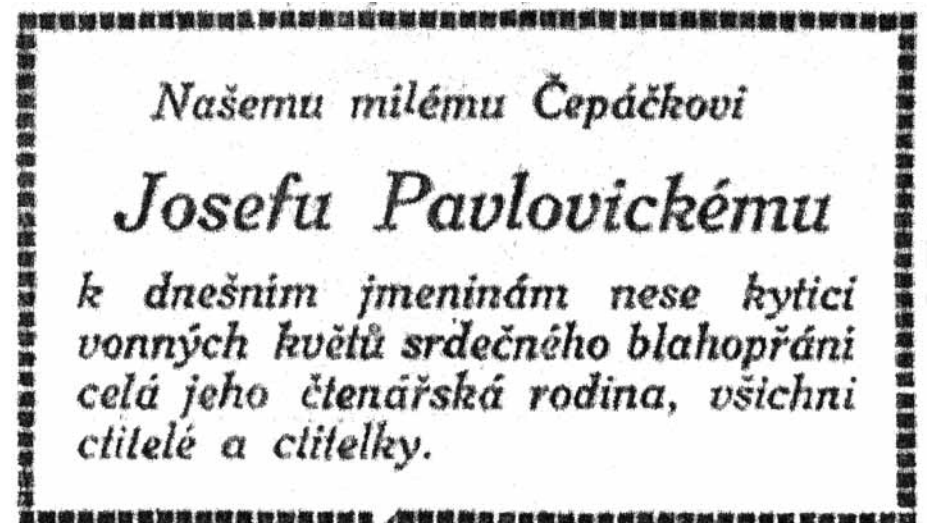 Našemu milému Čepáčkovi
Josefu Pavlovickému
k dnešním jmeninám nese kytici
vonných květů srdečného blahopřání
celá jeho čtenářská rodina, všichni
ctitelé a ctitelky.